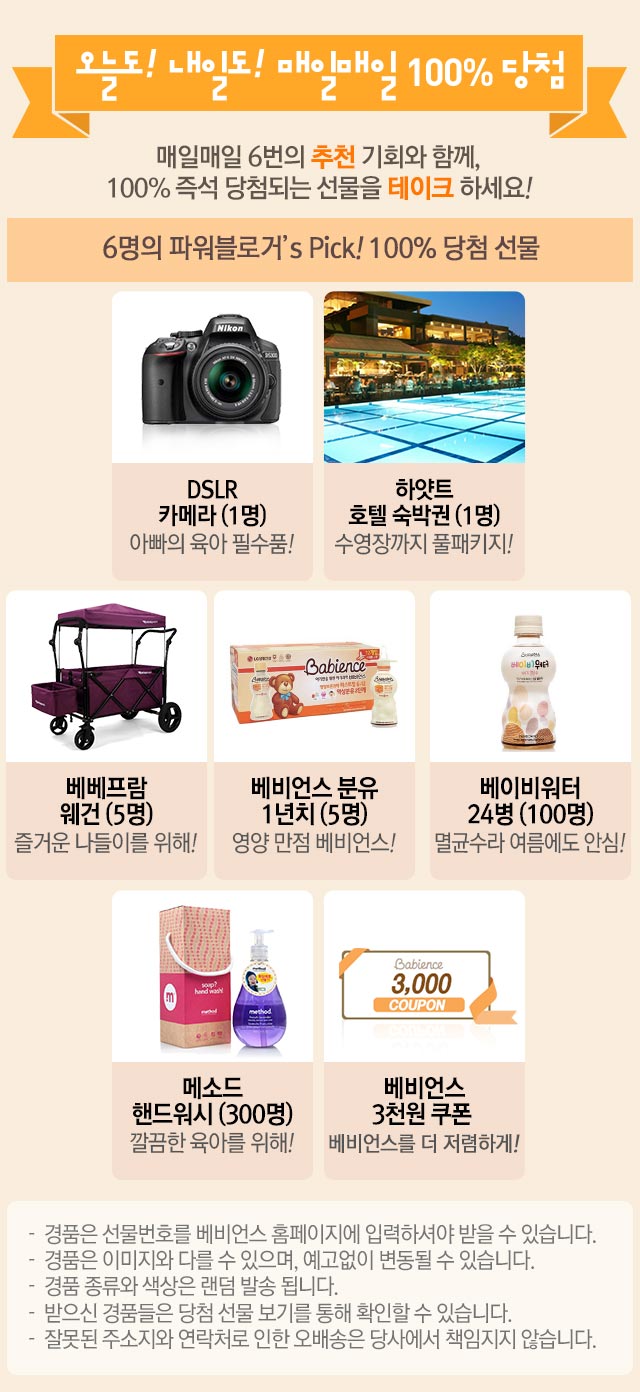 오늘도! 내일도! 매일매일 100% 당첨
매일매일 6번의 추천 기회와 함께,
100% 즉석 당첨되는 선물을 테이크 하세요!
6명의 파워블로거's Pick! 100% 당첨 선물
Nikon
D5300
DSLR
카메라 (1명)
아빠의 육아 필수품!
하얏트
호텔 숙박권 (1명)
수영장까지 풀패키지!
베베프람
웨건 (5명)
즐거운 나들이를 위해!
Babience
베비언스 분유
1년치 (5명)
영양 만점 베비언스!
베이비워터
베이비워터
24병 (100명)
멸균수라 여름에도 안심!
soap?
hand wash!
method
method
메소드
핸드워시 (300명)
깔끔한 육아를 위해!
Babience
3,000
COUPON
베비언스
3천원 쿠폰
베비언스를 더 저렴하게!
- 경품은 선물번호를 베비언스 홈페이지에 입력하셔야 받을 수 있습니다.
- 경품은 이미지와 다를 수 있으며, 예고없이 변동될 수 있습니다.
- 경품 종류와 색상은 랜덤 발송 됩니다.
- 받으신 경품들은 당첨 선물 보기를 통해 확인할 수 있습니다.
- 잘못된 주소지와 연락처로 인한 오배송은 당사에서 책임지지 않습니다.